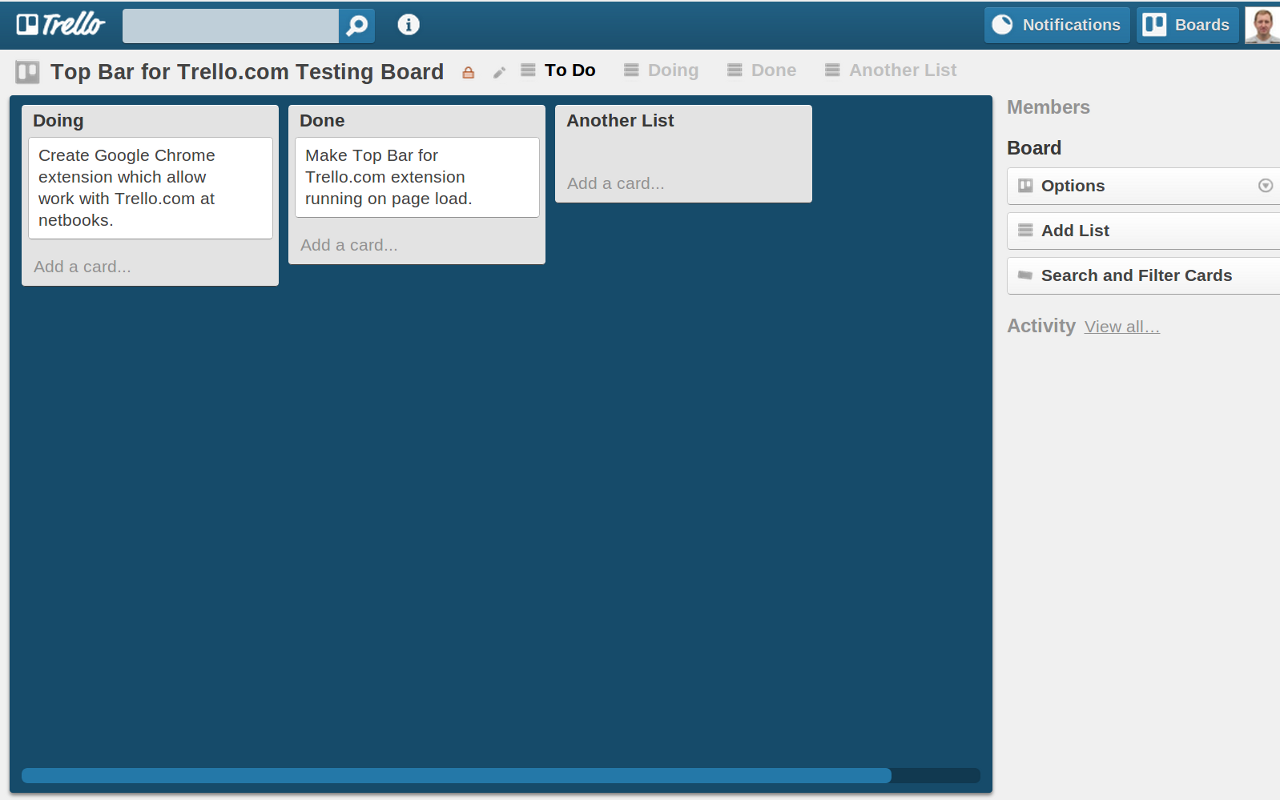 Trello
Notifications
Boards
Top Bar for Trello.com Testing Board
To Do
Doing
Done
Another List
Doing
Create Google Chrome
extension which allow
work with Trello.com at
netbooks.
Add a card...
Done
Make Top Bar for
Trello.com extension
running on page load.
Add a card...
Another List
Add a card...
Members
Board
Options
Add List
Search and Filter Cards
Activity View all…